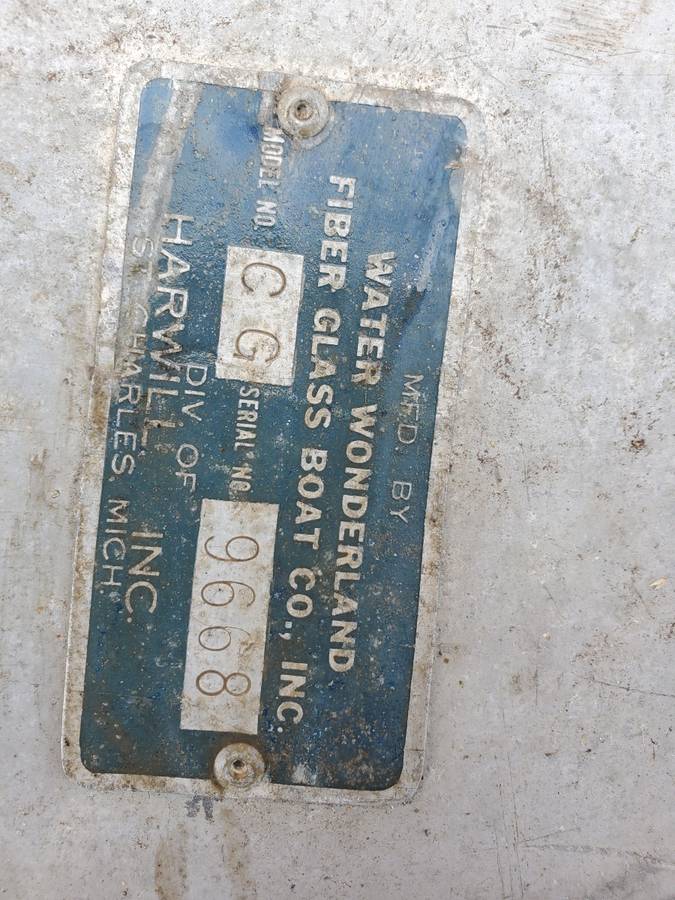 MFD. BY
WATER WONDERLAND
FIBER GLASS BOAT CO., INC.
MODEL NO. CG SERIAL NO. 9668
DIV. OF
HARWILL INC.
ST. CHARLES, MICH.